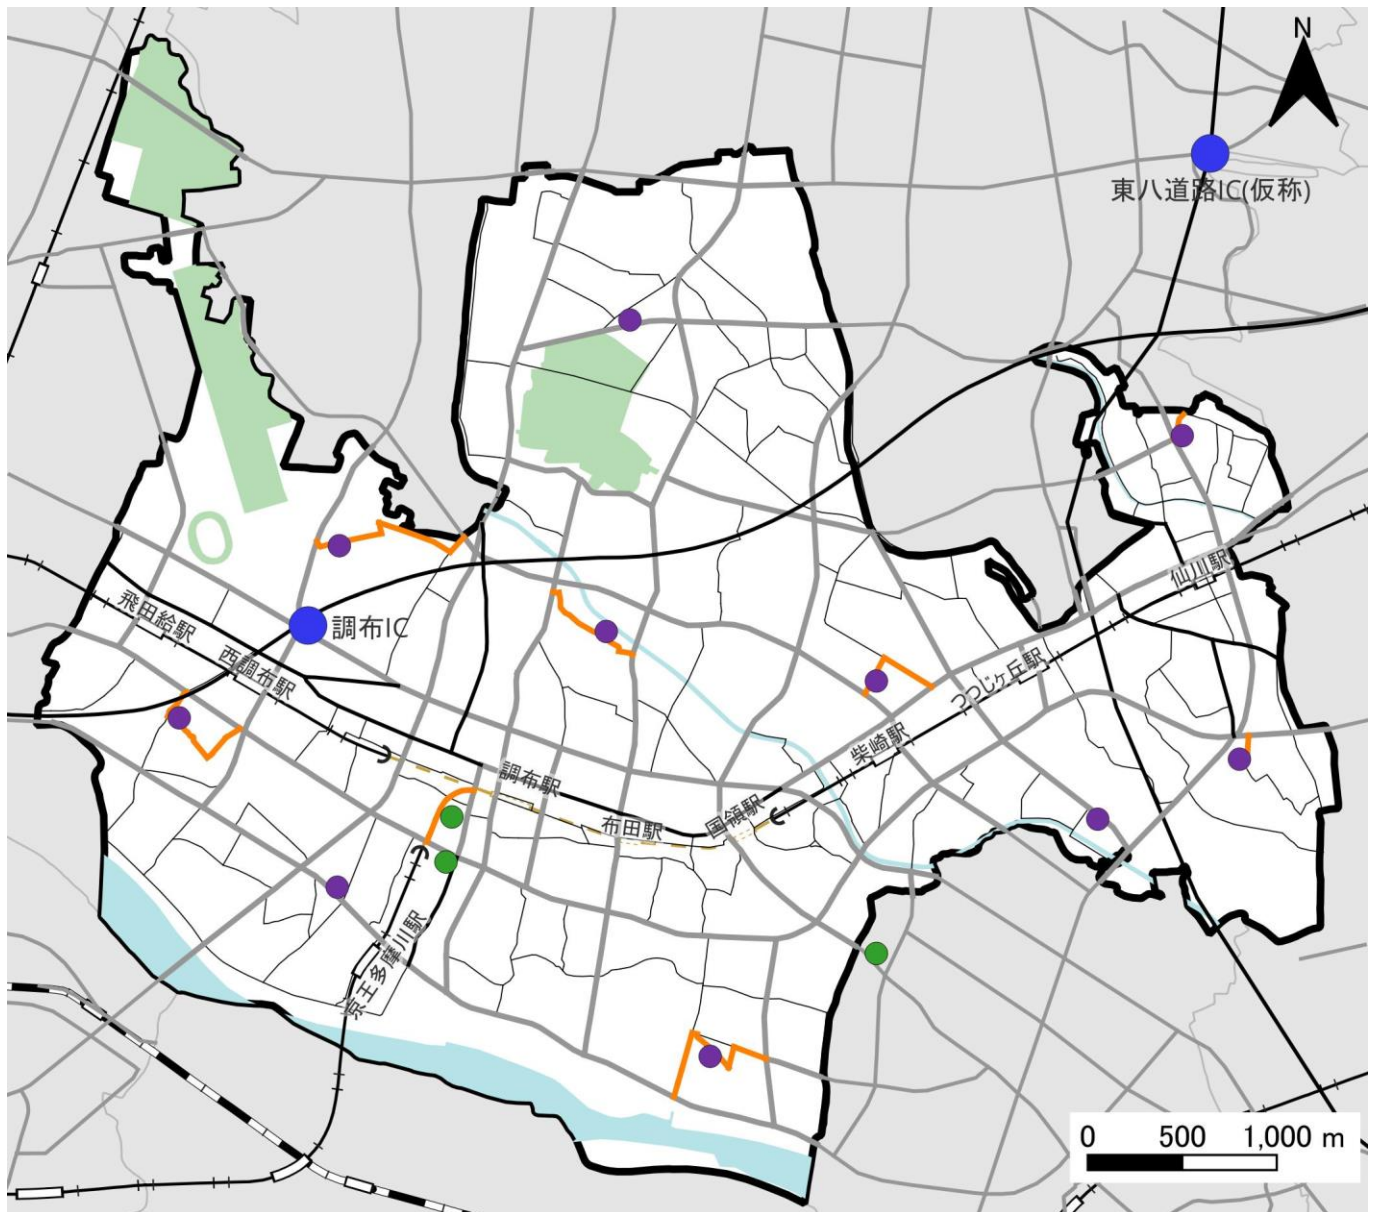 N
東八道路IC(仮称)
仙川駅
飛田給駅
調布IC
西調布駅
つつじヶ丘駅
柴崎駅
調布駅
国領駅
布田駅
京王多摩川駅
0 500 1,000 m